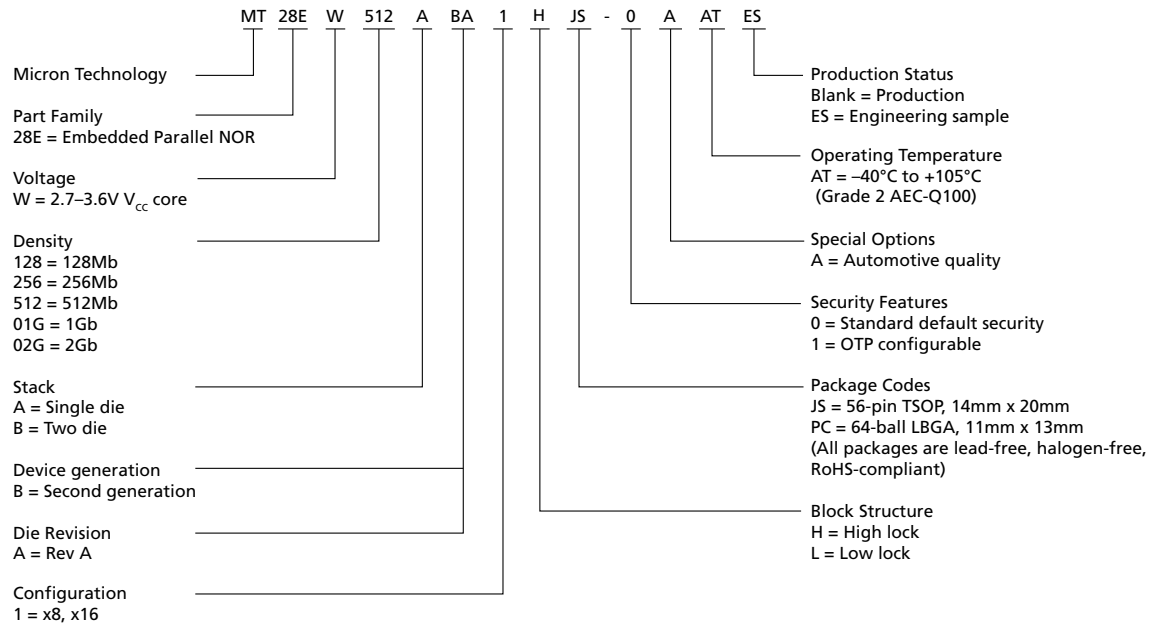 MT 28E W 512 A BA 1 H JS - 0 A AT ES
Micron Technology
Part Family
28E = Embedded Parallel NOR
Voltage
W = 2.7–3.6V Vcc core
Density
128 = 128Mb
256 = 256Mb
512 = 512Mb
01G = 1Gb
02G = 2Gb
Stack
A = Single die
B = Two die
Device generation
B = Second generation
Die Revision
A = Rev A
Configuration
1 = x8, x16
Production Status
Blank = Production
ES = Engineering sample
Operating Temperature
AT = –40°C to +105°C
(Grade 2 AEC-Q100)
Special Options
A = Automotive quality
Security Features
0 = Standard default security
1 = OTP configurable
Package Codes
JS = 56-pin TSOP, 14mm x 20mm
PC = 64-ball LBGA, 11mm x 13mm
(All packages are lead-free, halogen-free,
RoHS-compliant)
Block Structure
H = High lock
L = Low lock